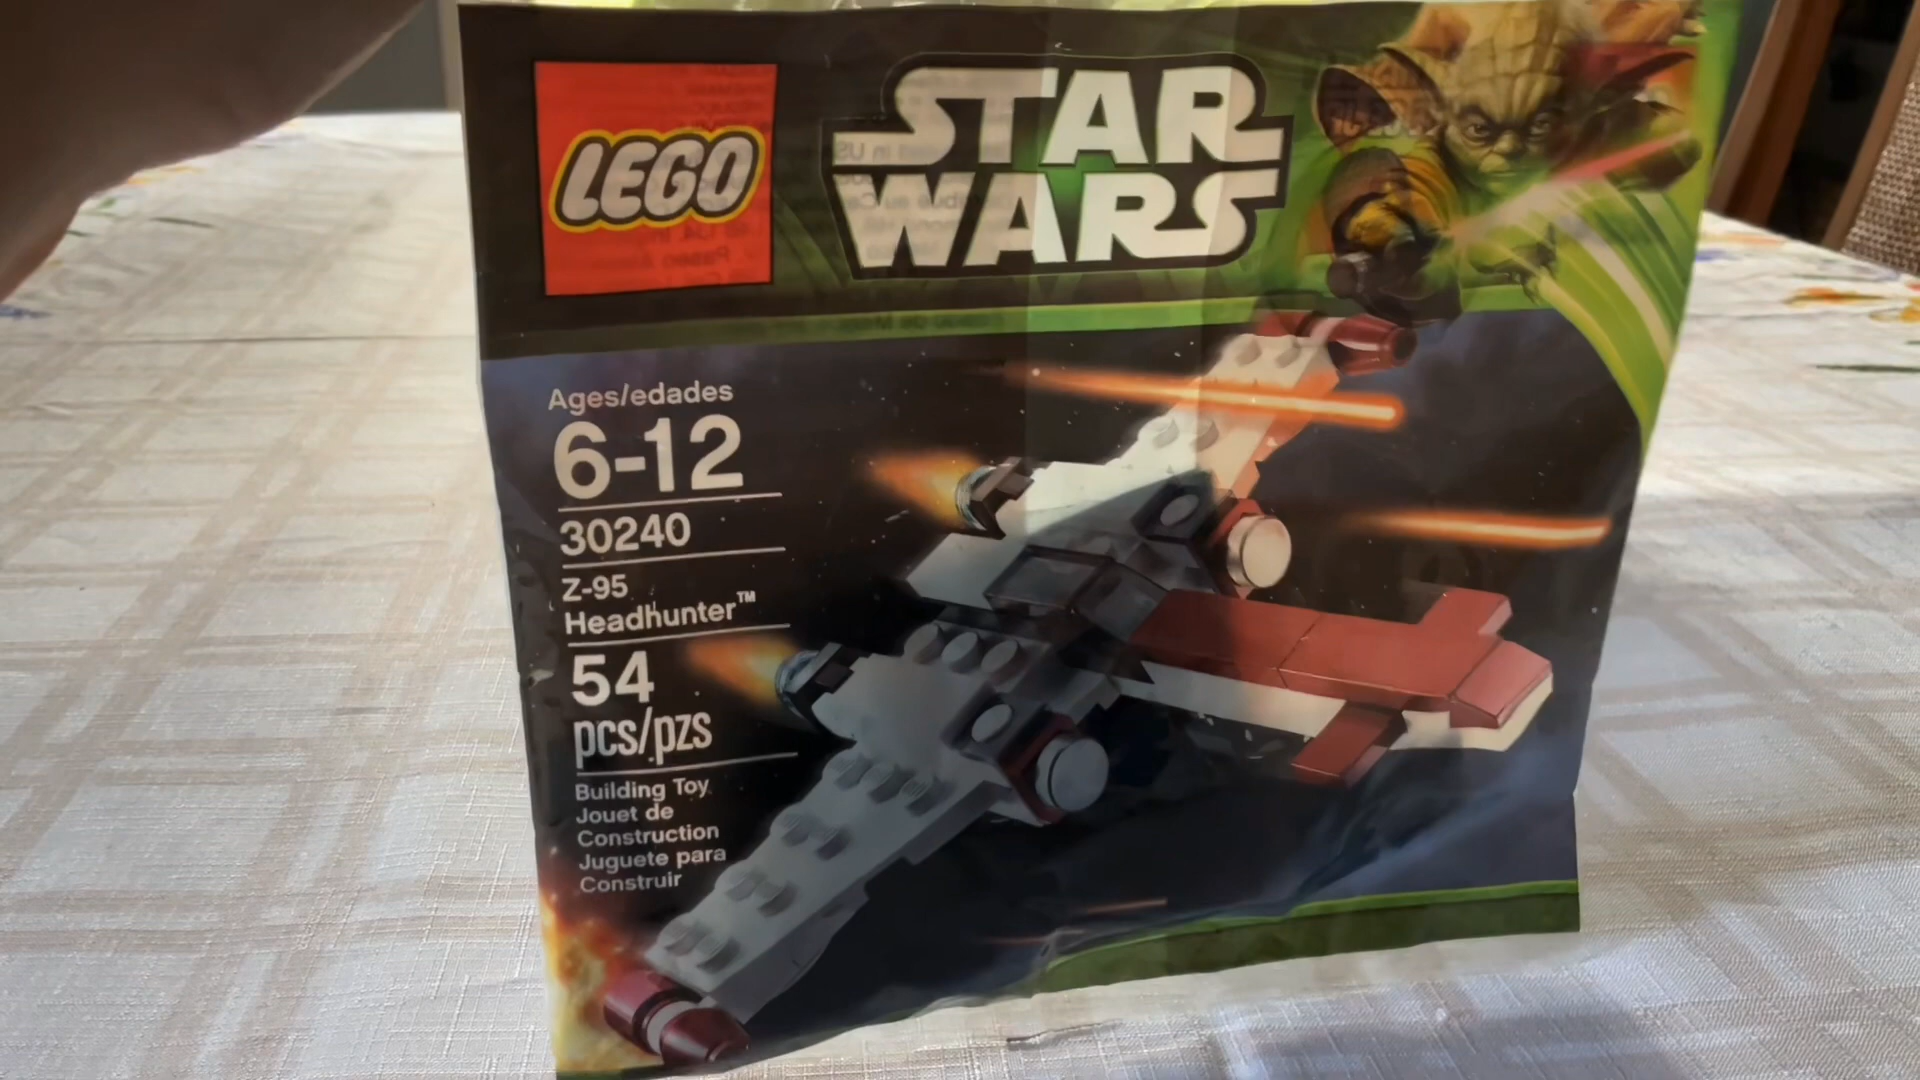 LEGO
STAR
WARS
Ages/edades
6-12
30240
Z-95
Headhunter™
54
pcs/pzs
Building Toy
Jouet de
Construction
Juguete para
Construir